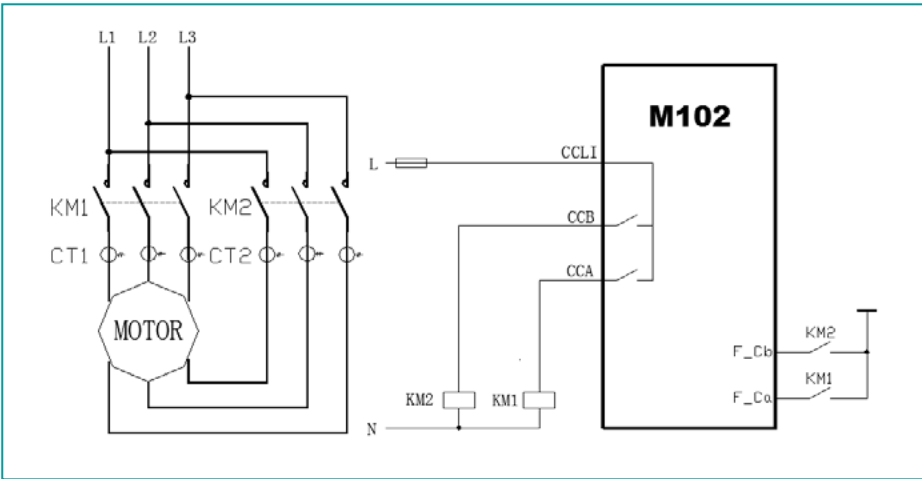 L1 L2 L3
M102
L CCLI
KM1 KM2 CCB
CT1 CT2 CCA
MOTOR
KM2
F_Cb
KM1
F_Ca
KM2 KM1
N